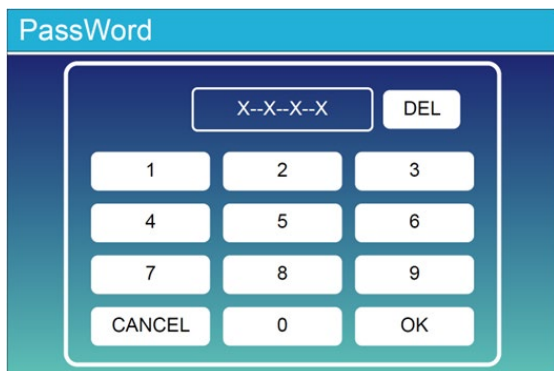 PassWord
X--X--X--X DEL
1 2 3
4 5 6
7 8 9
CANCEL 0 OK